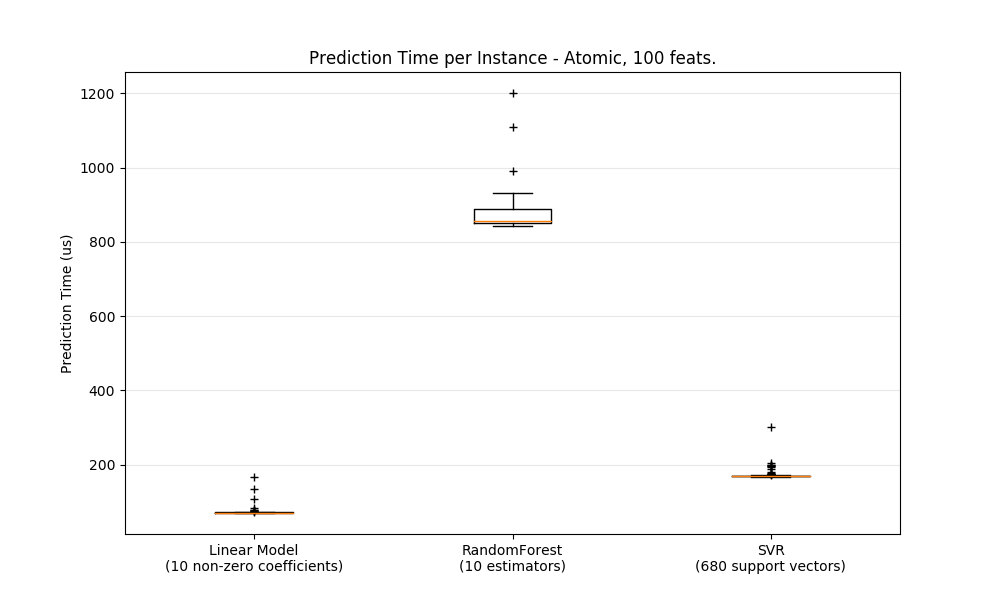 Prediction Time per Instance - Atomic, 100 feats.
Prediction Time (us)
1200
1000
800
600
400
200
Linear Model
(10 non-zero coefficients)
RandomForest
(10 estimators)
SVR
(680 support vectors)